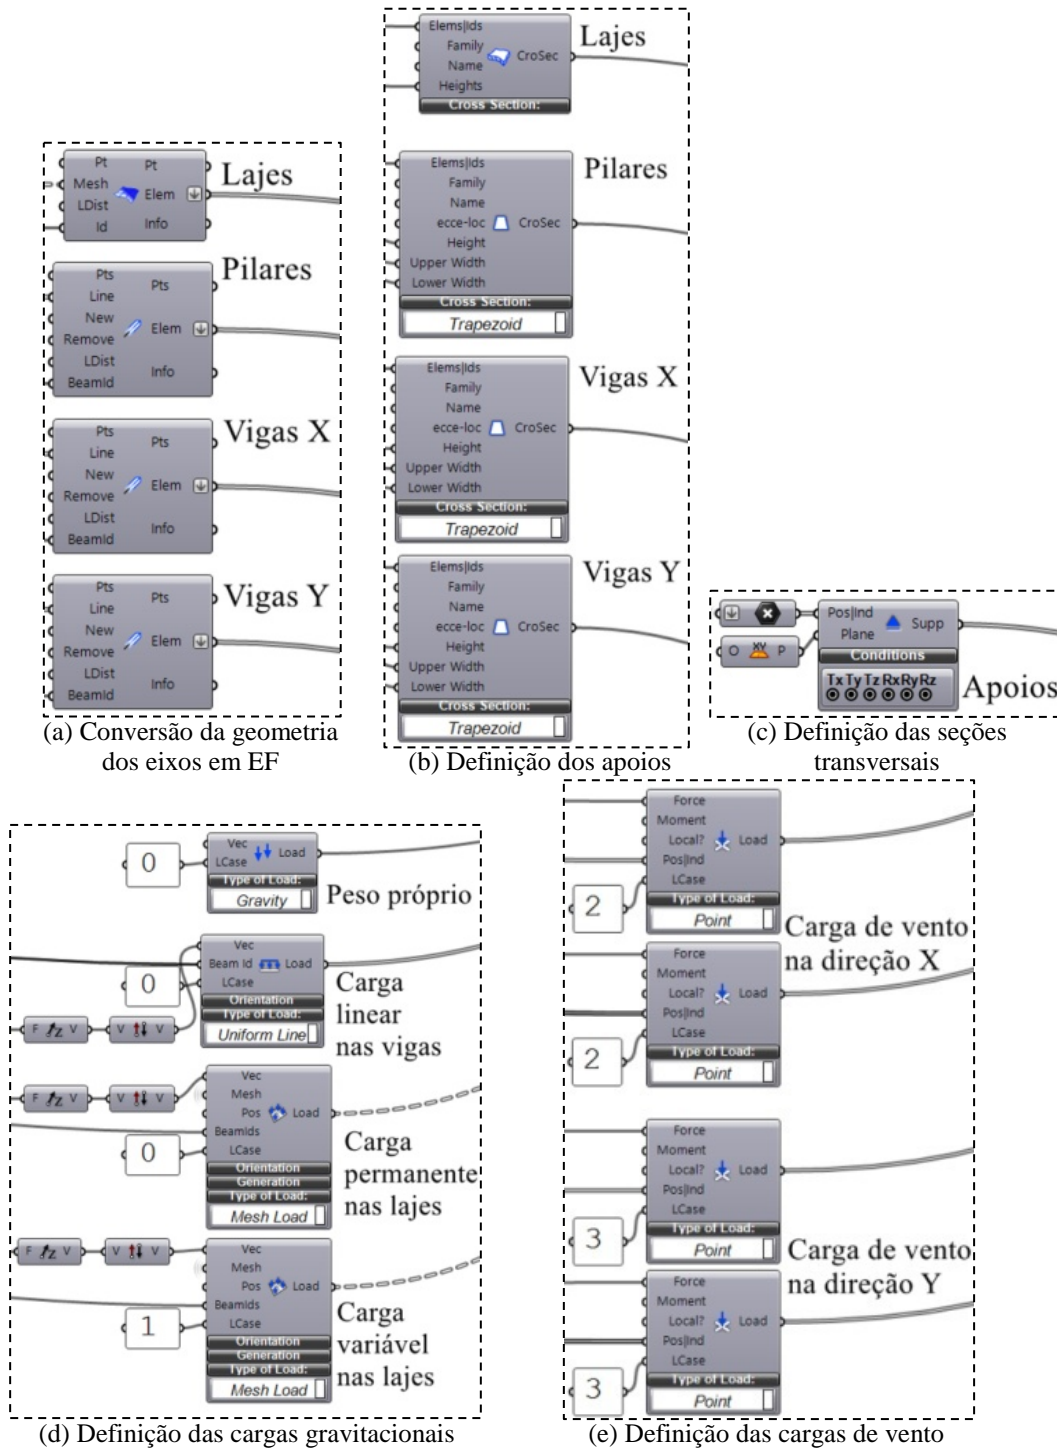 Elems|Ids
Family
Name
Heights
CroSec
Cross Section:
Lajes
Pt
Mesh
LDist
Id
Pt
Elem
Info
Lajes
Pts
Line
New
Remove
LDist
BeamId
Pts
Elem
Info
Pilares
Pts
Line
New
Remove
LDist
BeamId
Pts
Elem
Info
Vigas X
Pts
Line
New
Remove
LDist
BeamId
Pts
Elem
Info
Vigas Y
(a) Conversão da geometria
dos eixos em EF
Elems|Ids
Family
Name
ecce-loc
Height
Upper Width
Lower Width
CroSec
Cross Section:
Trapezoid
Pilares
Elems|Ids
Family
Name
ecce-loc
Height
Upper Width
Lower Width
CroSec
Cross Section:
Trapezoid
Vigas X
Elems|Ids
Family
Name
ecce-loc
Height
Upper Width
Lower Width
CroSec
Cross Section:
Trapezoid
Vigas Y
(b) Definição dos apoios
O XY P
Pos|Ind
Plane
Supp
Conditions
Tx Ty Tz Rx Ry Rz
Apoios
(c) Definição das seções
transversais
0
Vec
LCase
Load
Type of Load:
Gravity
Peso próprio
0
F Z V
V V
Vec
Beam Id
LCase
Load
Orientation
Type of Load:
Uniform Line
Carga
linear
nas vigas
F Z V
V V
0
Vec
Mesh
Pos
BeamIds
LCase
Load
Orientation
Generation
Type of Load:
Mesh Load
Carga
permanente
nas lajes
F Z V
V V
1
Vec
Mesh
Pos
BeamIds
LCase
Load
Orientation
Generation
Type of Load:
Mesh Load
Carga
variável
nas lajes
(d) Definição das cargas gravitacionais
2
Force
Moment
Local?
Pos|Ind
LCase
Load
Type of Load:
Point
Carga de vento
na direção X
2
Force
Moment
Local?
Pos|Ind
LCase
Load
Type of Load:
Point
3
Force
Moment
Local?
Pos|Ind
LCase
Load
Type of Load:
Point
Carga de vento
na direção Y
3
Force
Moment
Local?
Pos|Ind
LCase
Load
Type of Load:
Point
(e) Definição das cargas de vento